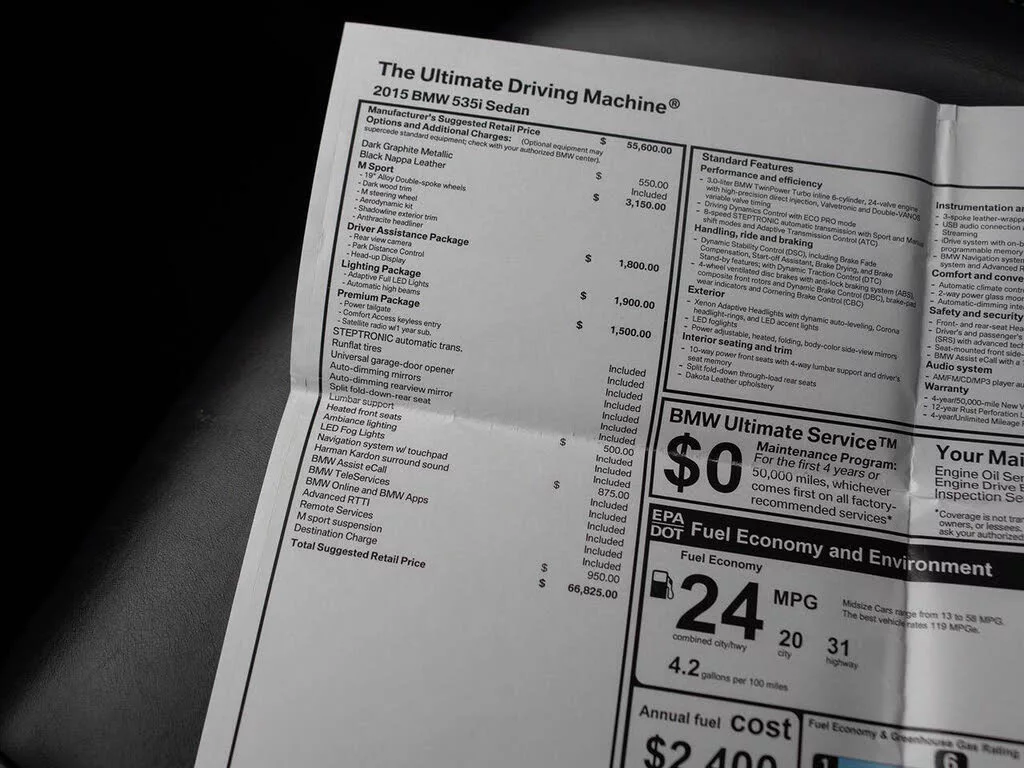 The Ultimate Driving Machine®
2015 BMW 535i Sedan
Manufacturer's Suggested Retail Price $ 55,600.00
Options and Additional Charges: (Optional equipment may
supercede standard equipment; check with your authorized BMW center).
Dark Graphite Metallic $ 550.00
Black Nappa Leather Included
M Sport $ 3,150.00
- 19" Alloy Double-spoke wheels
- Dark wood trim
- M steering wheel
- Aerodynamic kit
- Shadowline exterior trim
- Anthracite headliner
Driver Assistance Package $ 1,800.00
- Rear view camera
- Park Distance Control
- Head-up Display
Lighting Package $ 1,900.00
- Adaptive Full LED Lights
- Automatic high beams
Premium Package $ 1,500.00
- Power tailgate
- Comfort Access keyless entry
- Satellite radio w/1 year sub.
STEPTRONIC automatic trans. Included
Runflat tires Included
Universal garage-door opener Included
Auto-dimming mirrors Included
Auto-dimming rearview mirror Included
Split fold-down-rear seat Included
Lumbar support Included
Heated front seats $ 500.00
Ambiance lighting Included
LED Fog Lights Included
Navigation system w/ touchpad Included
Harman Kardon surround sound $ 875.00
BMW Assist eCall Included
BMW TeleServices Included
BMW Online and BMW Apps Included
Advanced RTTI Included
Remote Services Included
M sport suspension Included
Destination Charge $ 950.00
Total Suggested Retail Price $ 66,825.00
Standard Features
Performance and efficiency
- 3.0-liter BMW TwinPower Turbo inline 6-cylinder, 24-valve engine
with high-precision direct injection, Valvetronic and Double-VANOS
variable valve timing
- Driving Dynamics Control with ECO PRO mode
- 8-speed STEPTRONIC automatic transmission with Sport and Manual
shift modes and Adaptive Transmission Control (ATC)
Handling, ride and braking
- Dynamic Stability Control (DSC), including Brake Fade
Compensation, Start-off Assistant, Brake Drying, and Brake
Stand-by features; with Dynamic Traction Control (DTC)
- 4-wheel ventilated disc brakes with anti-lock braking system (ABS),
composite front rotors and Dynamic Brake Control (DBC), brake-pad
wear indicators and Cornering Brake Control (CBC)
Exterior
- Xenon Adaptive Headlights with dynamic auto-leveling, Corona
headlight-rings, and LED accent lights
- LED foglights
- Power adjustable, heated, folding, body-color side-view mirrors
Interior seating and trim
- 10-way power front seats with 4-way lumbar support and driver's
seat memory
- Split fold-down through-load rear seats
- Dakota Leather upholstery
Instrumentation an
- 3-spoke leather-wrappe
- USB audio connection
Streaming
- iDrive system with on-b
programmable memory
- BMW Navigation system
system and Advanced R
Comfort and conve
- Automatic climate contr
- 2-way power glass moo
- Automatic-dimming inte
Safety and security
- Front- and rear-seat Hea
- Driver's and passenger's
(SRS) with advanced tech
- Seat-mounted front side-
- BMW Assist eCall with a
Audio system
- AM/FM/CD/MP3 player au
Warranty
- 4-year/50,000-mile New V
- 12-year Rust Perforation
- 4-year/Unlimited Mileage
BMW Ultimate Service™
$0
Maintenance Program:
For the first 4 years or
50,000 miles, whichever
comes first on all factory-
recommended services*
Your Mai
Engine Oil Ser
Engine Drive B
Inspection Se
*Coverage is not tran
owners, or lessees.
ask your authorized
EPA
DOT
Fuel Economy and Environment
Fuel Economy
24 MPG
combined city/hwy
20
city
31
highway
4.2 gallons per 100 miles
Midsize Cars range from 13 to 58 MPG.
The best vehicle rates 119 MPGe.
Annual fuel cost
$2,400
Fuel Economy & Greenhouse Gas Rating
1
6